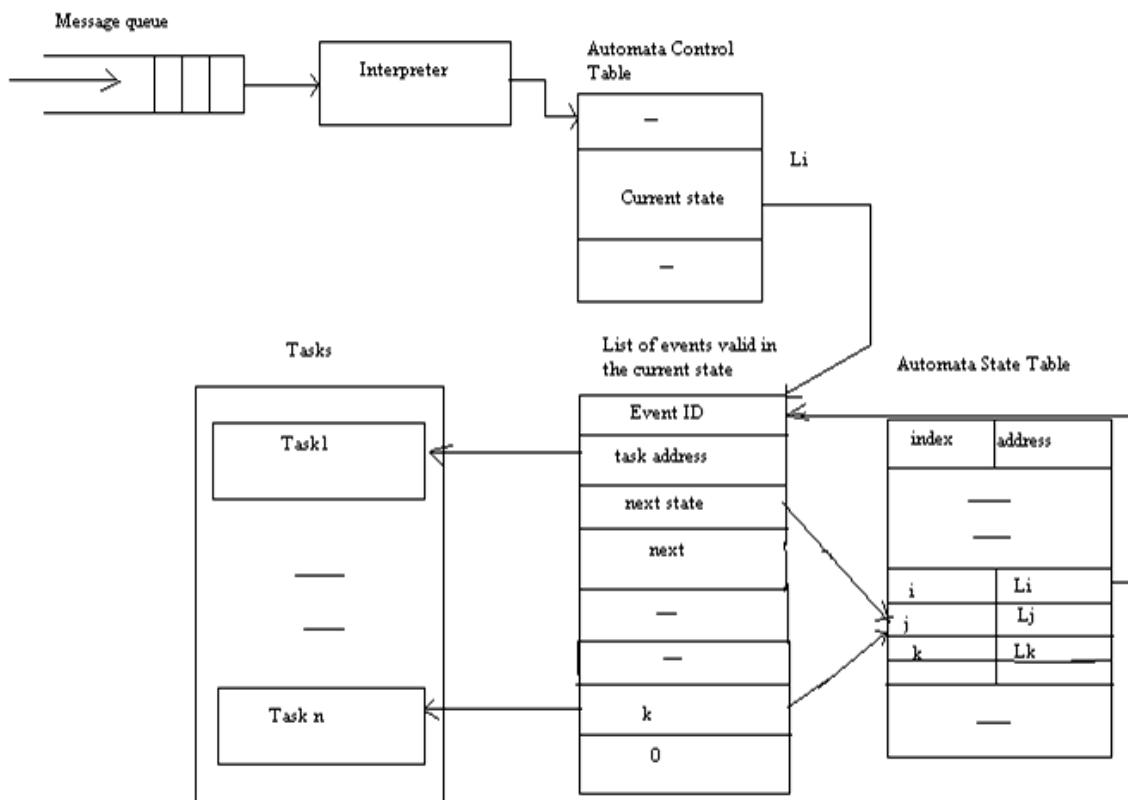 Message queue
Interpreter
Automata Control
Table
Li
Current state
Tasks
List of events valid in
the current state
Automata State Table
Event ID
index address
Task1
task address
next state
next
i Li
j Lj
k Lk
Task n
k
0